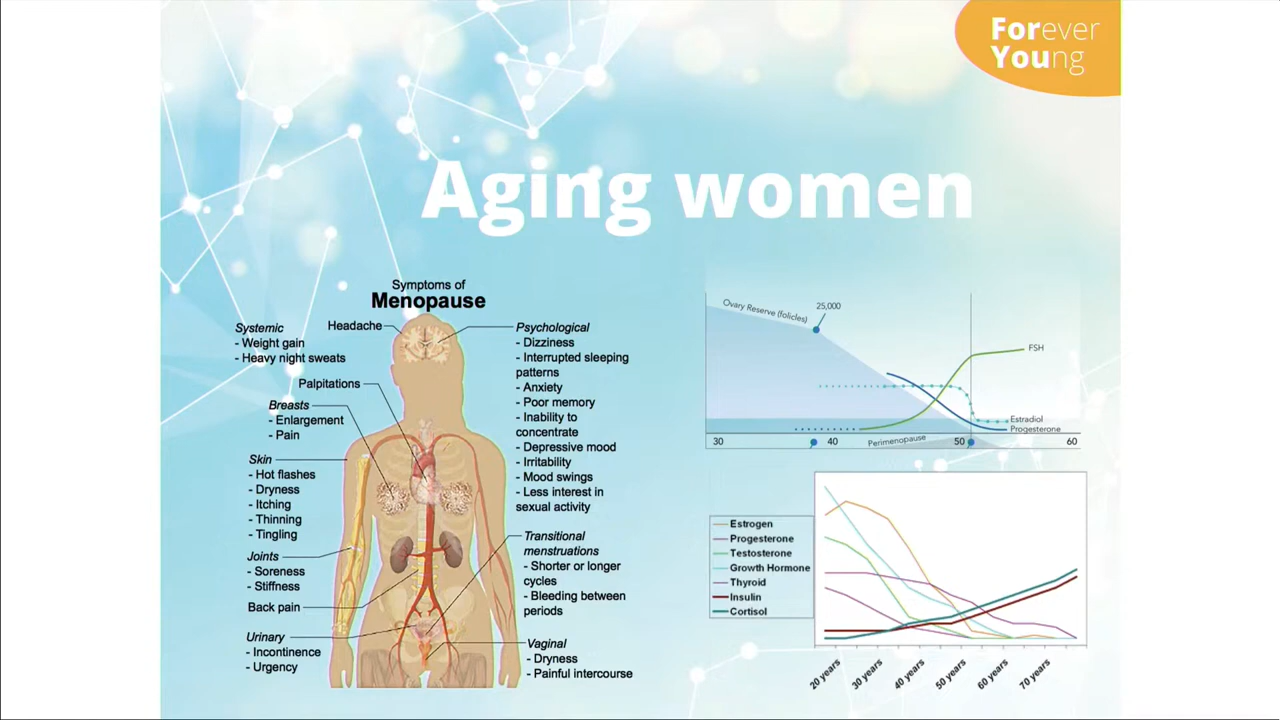 Forever
Young
Aging women
Symptoms of
Menopause
Systemic
- Weight gain
- Heavy night sweats
Headache
Palpitations
Breasts
- Enlargement
- Pain
Skin
- Hot flashes
- Dryness
- Itching
- Thinning
- Tingling
Joints
- Soreness
- Stiffness
Back pain
Urinary
- Incontinence
- Urgency
Psychological
- Dizziness
- Interrupted sleeping
patterns
- Anxiety
- Poor memory
- Inability to
concentrate
- Depressive mood
- Irritability
- Mood swings
- Less interest in
sexual activity
Transitional
menstruations
- Shorter or longer
cycles
- Bleeding between
periods
Vaginal
- Dryness
- Painful intercourse
Ovary Reserve (folicles)
25,000
FSH
Estradiol
Progesterone
30 40 50 60
Perimenopause
Estrogen
Progesterone
Testosterone
Growth Hormone
Thyroid
Insulin
Cortisol
20 years
30 years
40 years
50 years
60 years
70 years